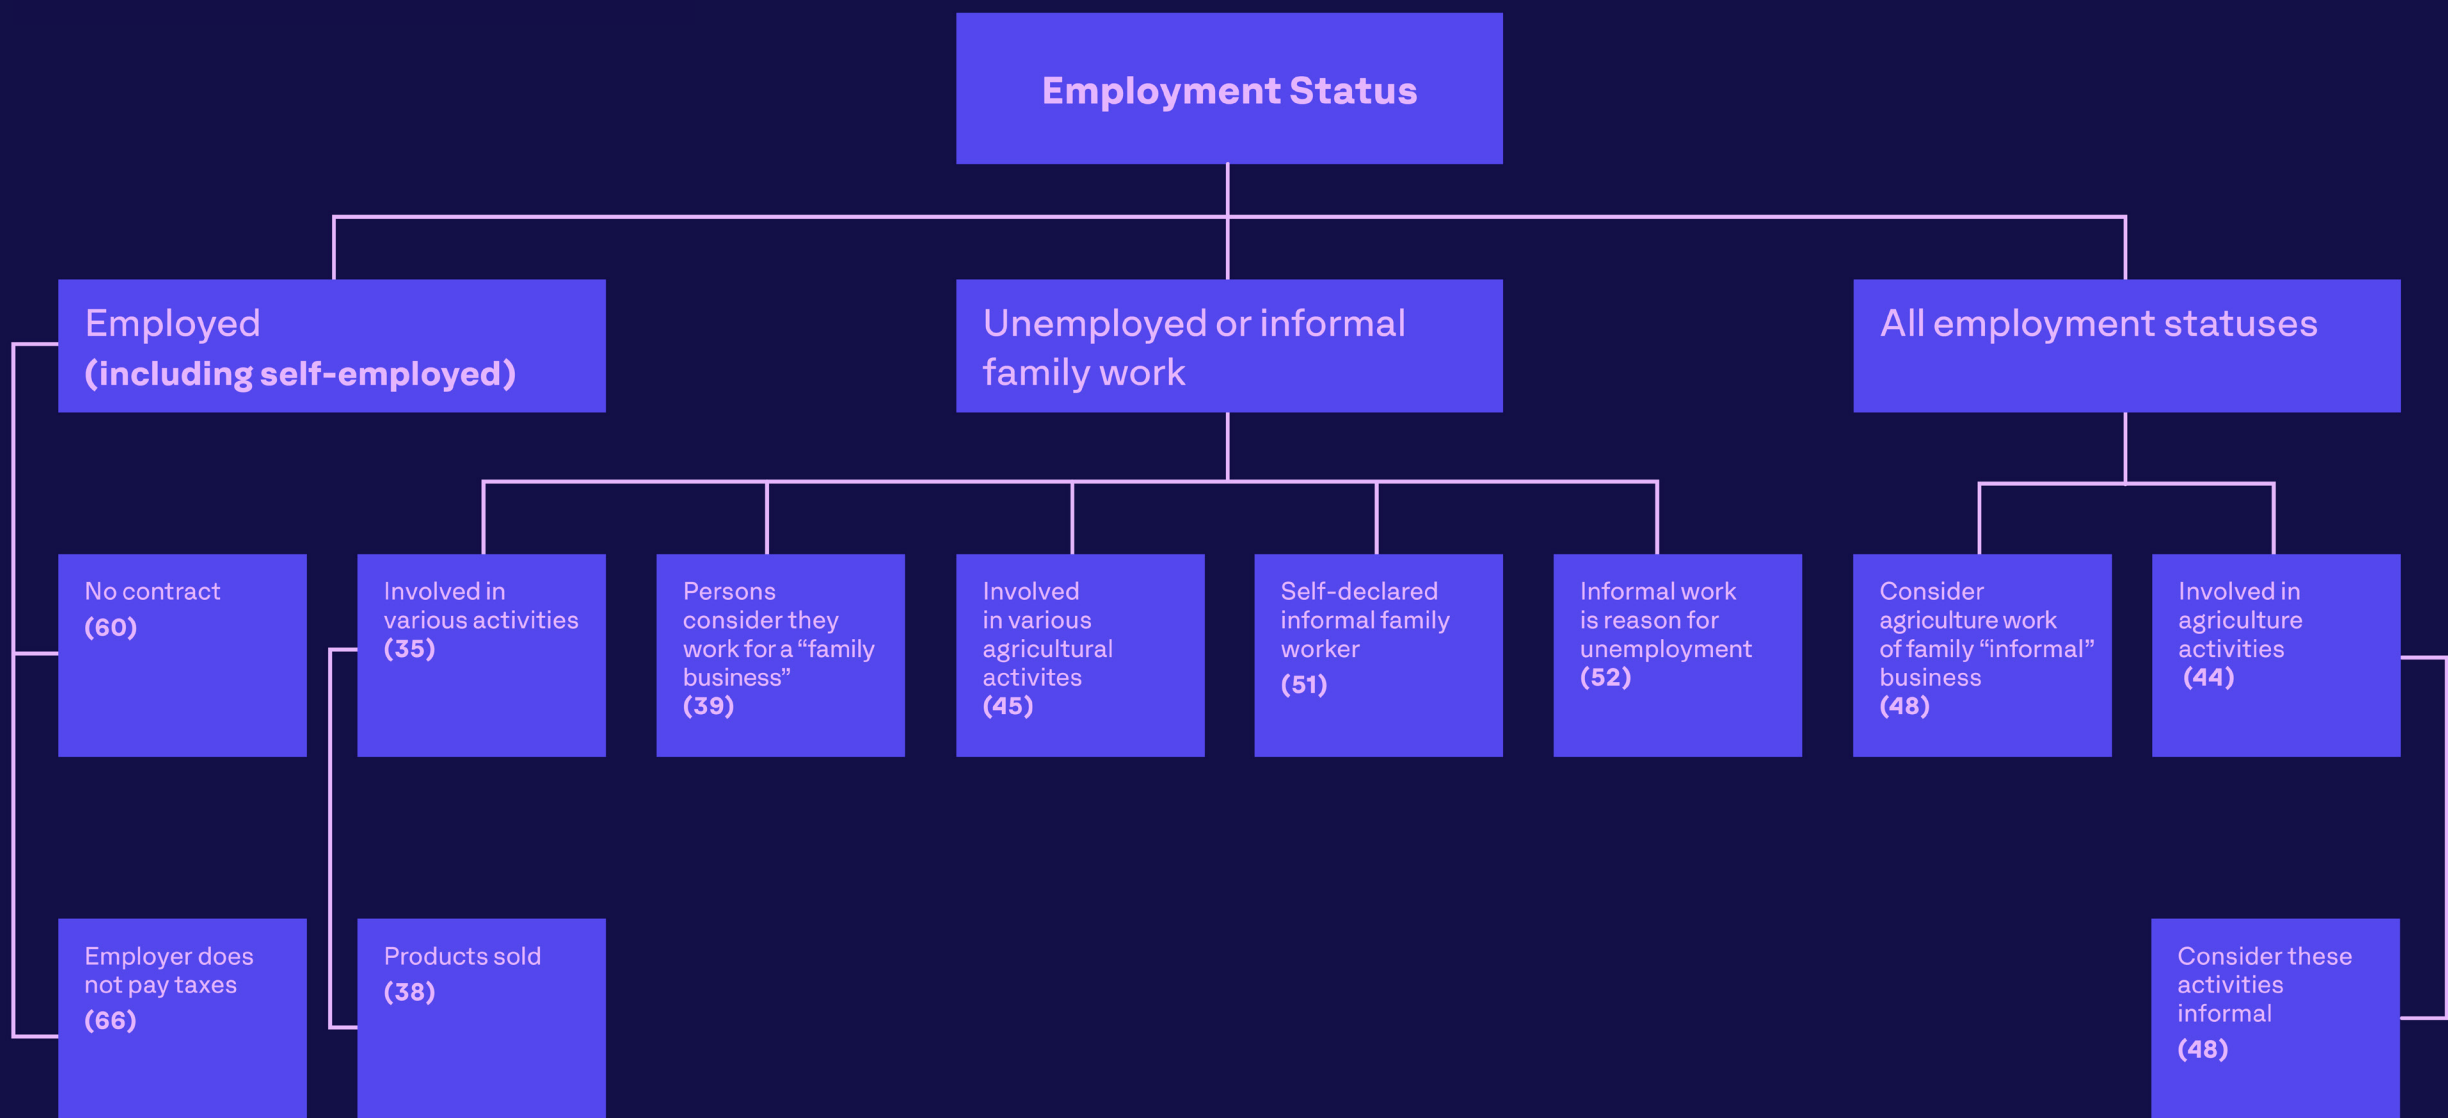 Employment Status
Employed
(including self-employed)
Unemployed or informal
family work
All employment statuses
No contract
(60)
Involved in
various activities
(35)
Persons
consider they
work for a “family
business”
(39)
Involved
in various
agricultural
activites
(45)
Self-declared
informal family
worker
(51)
Informal work
is reason for
unemployment
(52)
Consider
agriculture work
of family “informal”
business
(48)
Involved in
agriculture
activities
(44)
Employer does
not pay taxes
(66)
Products sold
(38)
Consider these
activities
informal
(48)